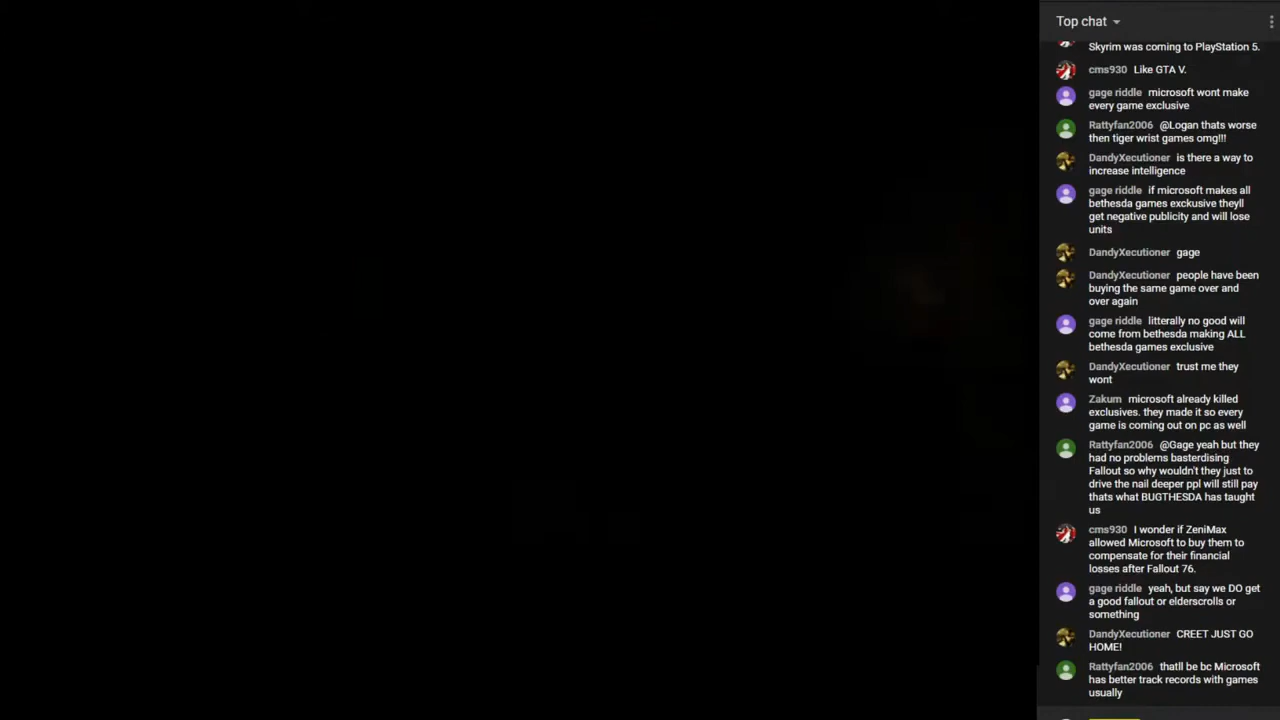 Top chat
Skyrim was coming to PlayStation 5.
cms930 Like GTA V.
gage riddle microsoft wont make
every game exclusive
Rattyfan2006 @Logan thats worse
then tiger wrist games omg!!!
DandyXecutioner is there a way to
increase intelligence
gage riddle if microsoft makes all
bethesda games exckusive theyll
get negative publicity and will lose
units
DandyXecutioner gage
DandyXecutioner people have been
buying the same game over and
over again
gage riddle litterally no good will
come from bethesda making ALL
bethesda games exclusive
DandyXecutioner trust me they
wont
Zakum microsoft already killed
exclusives. they made it so every
game is coming out on pc as well
Rattyfan2006 @Gage yeah but they
had no problems basterdising
Fallout so why wouldn't they just to
drive the nail deeper ppl will still pay
thats what BUGTHESDA has taught
us
cms930 I wonder if ZeniMax
allowed Microsoft to buy them to
compensate for their financial
losses after Fallout 76.
gage riddle yeah, but say we DO get
a good fallout or elderscrolls or
something
DandyXecutioner CREET JUST GO
HOME!
Rattyfan2006 thatll be bc Microsoft
has better track records with games
usually